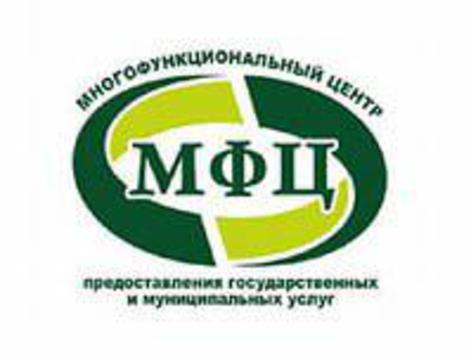 МНОГОФУНКЦИОНАЛЬНЫЙ ЦЕНТР
МФЦ
предоставления государственных
и муниципальных услуг